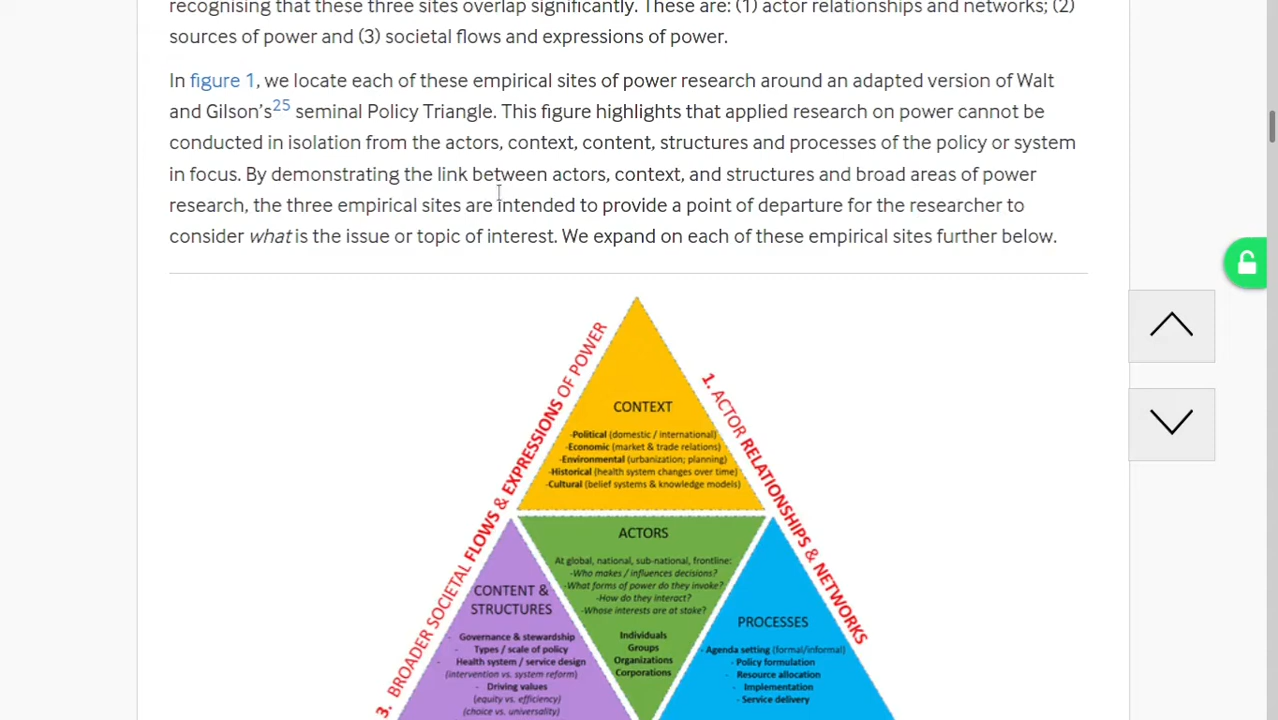 recognising that these three sites overlap significantly. These are: (1) actor relationships and networks; (2)
sources of power and (3) societal flows and expressions of power.
In figure 1, we locate each of these empirical sites of power research around an adapted version of Walt
and Gilson's25 seminal Policy Triangle. This figure highlights that applied research on power cannot be
conducted in isolation from the actors, context, content, structures and processes of the policy or system
in focus. By demonstrating the link between actors, context, and structures and broad areas of power
research, the three empirical sites are intended to provide a point of departure for the researcher to
consider what is the issue or topic of interest. We expand on each of these empirical sites further below.
3. BROADER SOCIETAL FLOWS & EXPRESSIONS OF POWER
1. ACTOR RELATIONSHIPS & NETWORKS
CONTEXT
-Political (domestic / international)
-Economic (market & trade relations)
-Environmental (urbanization; planning)
-Historical (health system changes over time)
-Cultural (belief systems & knowledge models)
ACTORS
At global, national, sub-national, frontline:
-Who makes / influences decisions?
-What forms of power do they invoke?
-How do they interact?
-Whose interests are at stake?
Individuals
Groups
Organizations
Corporations
CONTENT &
STRUCTURES
- Governance & stewardship
- Types / scale of policy
- Health system / service design
(intervention vs. system reform)
- Driving values
(equity vs. efficiency)
(choice vs. universality)
PROCESSES
- Agenda setting (formal/informal)
- Policy formulation
- Resource allocation
- Implementation
- Service delivery